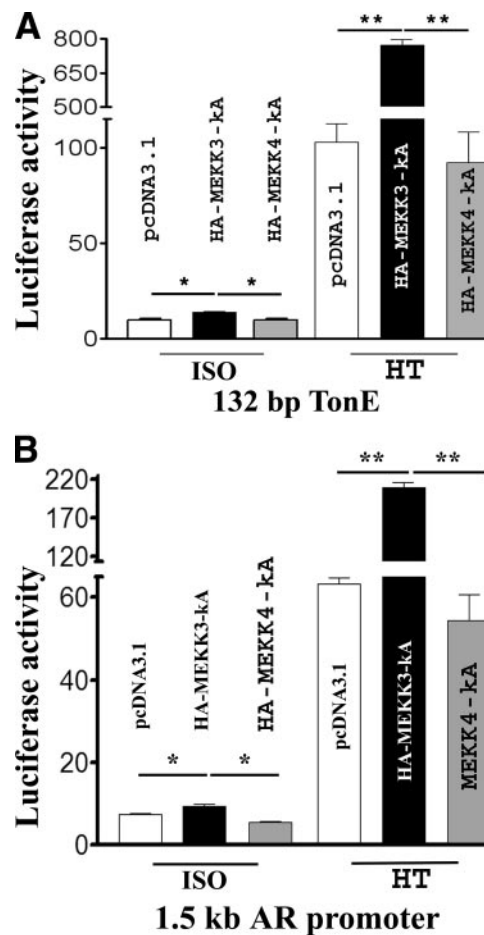 A
Luciferase activity
800
650
500
100
50
0
pcDNA3.1
HA-MEKK3-kA
HA-MEKK4-kA
*
*
pcDNA3.1
HA-MEKK3-kA
HA-MEKK4-kA
**
**
ISO
HT
132 bp TonE
B
Luciferase activity
220
170
120
60
40
20
0
pcDNA3.1
HA-MEKK3-kA
HA-MEKK4-kA
*
*
pcDNA3.1
HA-MEKK3-kA
MEKK4-kA
**
**
ISO
HT
1.5 kb AR promoter